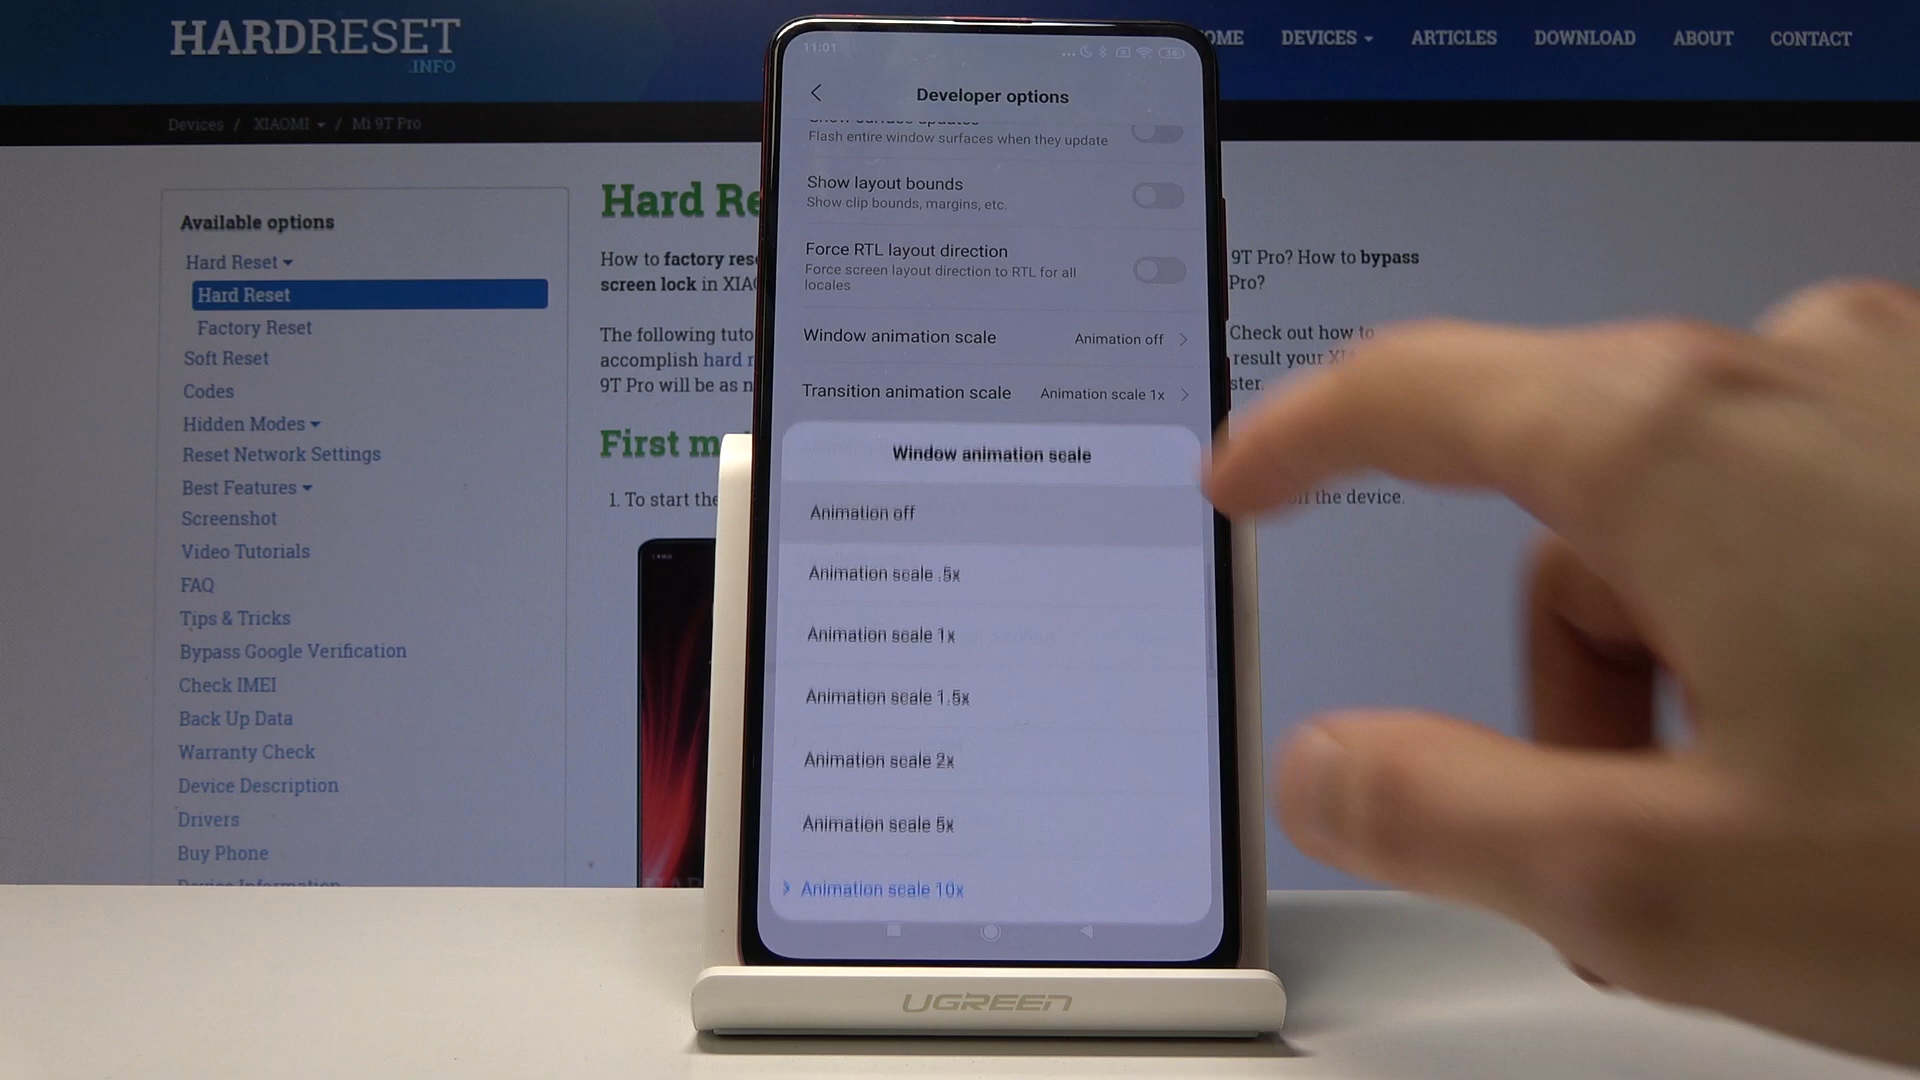 HARDRESET
.INFO
OME DEVICES ARTICLES DOWNLOAD ABOUT CONTACT
Devices / XIAOMI / Mi 9T Pro
Available options
Hard Reset
Hard Reset
Factory Reset
Soft Reset
Codes
Hidden Modes
Reset Network Settings
Best Features
Screenshot
Video Tutorials
FAQ
Tips & Tricks
Bypass Google Verification
Check IMEI
Back Up Data
Warranty Check
Device Description
Drivers
Buy Phone
Device Information
Hard Re
How to factory res
screen lock in XIA
The following tuto
accomplish hard r
9T Pro will be as n
First m
1. To start the
9T Pro? How to bypass
Pro?
Check out how to
result your XIA
ster.
off the device.
11:01
Developer options
Show surface updates
Flash entire window surfaces when they update
Show layout bounds
Show clip bounds, margins, etc.
Force RTL layout direction
Force screen layout direction to RTL for all
locales
Window animation scale Animation off
Transition animation scale Animation scale 1x
Window animation scale
Animation off
Animation scale .5x
Animation scale 1x
Animation scale 1.5x
Animation scale 2x
Animation scale 5x
Animation scale 10x
UGREEN